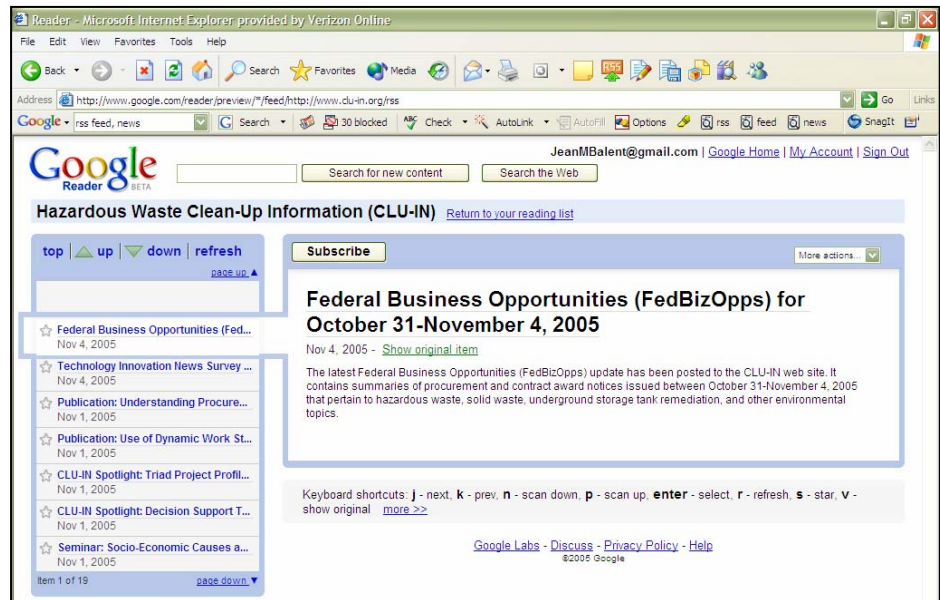 Reader - Microsoft Internet Explorer provided by Verizon Online
File Edit View Favorites Tools Help
Back Search Favorites Media
Address http://www.google.com/reader/preview/*/feed/http://www.clu-in.org/rss Go Links
Google rss feed, news Search 30 blocked ABC Check AutoLink AutoFill Options rss feed news SnagIt
JeanMBalent@gmail.com | Google Home | My Account | Sign Out
Google
Reader BETA
Search for new content Search the Web
Hazardous Waste Clean-Up Information (CLU-IN) Return to your reading list
top | up | down | refresh
page up
Federal Business Opportunities (Fed...
Nov 4, 2005
Technology Innovation News Survey ...
Nov 4, 2005
Publication: Understanding Procure...
Nov 1, 2005
Publication: Use of Dynamic Work St...
Nov 1, 2005
CLU-IN Spotlight: Triad Project Profil...
Nov 1, 2005
CLU-IN Spotlight: Decision Support T...
Nov 1, 2005
Seminar: Socio-Economic Causes a...
Nov 1, 2005
Item 1 of 19 page down
Subscribe More actions...
Federal Business Opportunities (FedBizOpps) for
October 31-November 4, 2005
Nov 4, 2005 - Show original item
The latest Federal Business Opportunities (FedBizOpps) update has been posted to the CLU-IN web site. It
contains summaries of procurement and contract award notices issued between October 31-November 4, 2005
that pertain to hazardous waste, solid waste, underground storage tank remediation, and other environmental
topics.
Keyboard shortcuts: j - next, k - prev, n - scan down, p - scan up, enter - select, r - refresh, s - star, v -
show original more >>
Google Labs - Discuss - Privacy Policy - Help
©2005 Google